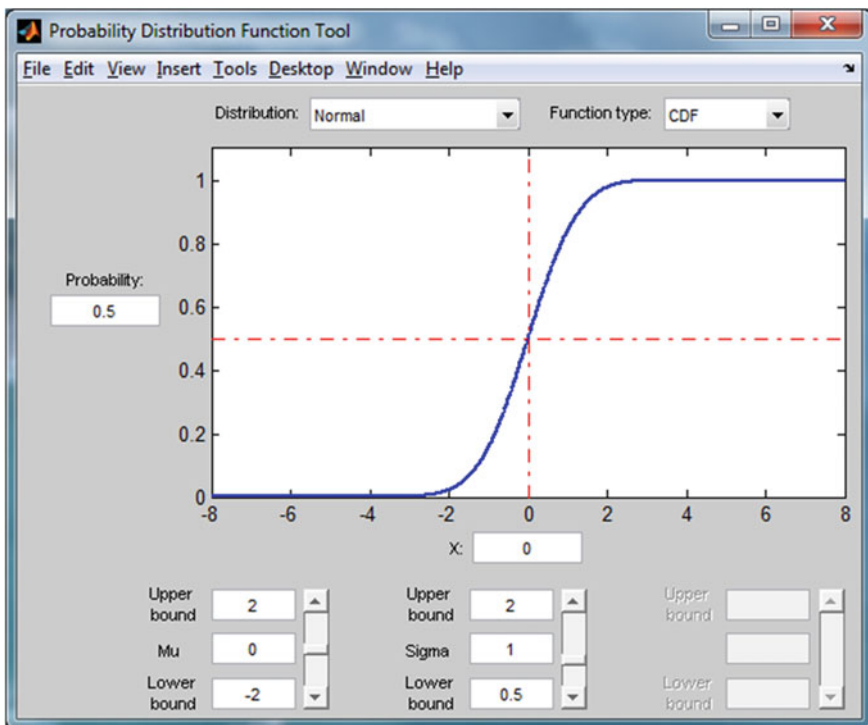 Probability Distribution Function Tool
File Edit View Insert Tools Desktop Window Help
Distribution: Normal Function type: CDF
1
0.8
Probability:
0.5
0.6
0.4
0.2
0
-8 -6 -4 -2 0 2 4 6 8
X: 0
Upper bound 2 Upper bound 2 Upper bound
Mu 0 Sigma 1
Lower bound -2 Lower bound 0.5 Lower bound